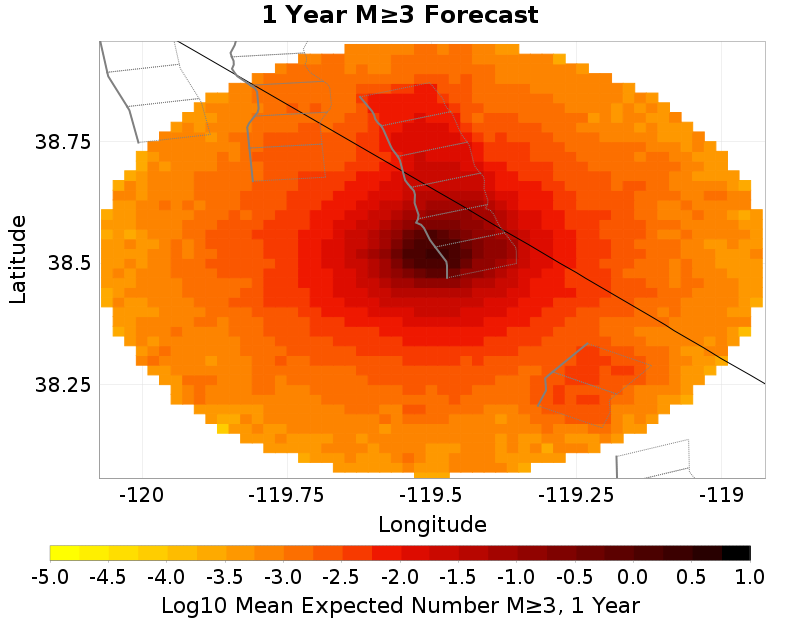 1 Year M≥3 Forecast
38.75
38.5
38.25
Latitude
-120 -119.75 -119.5 -119.25 -119
Longitude
-5.0 -4.5 -4.0 -3.5 -3.0 -2.5 -2.0 -1.5 -1.0 -0.5 0.0 0.5 1.0
Log10 Mean Expected Number M≥3, 1 Year